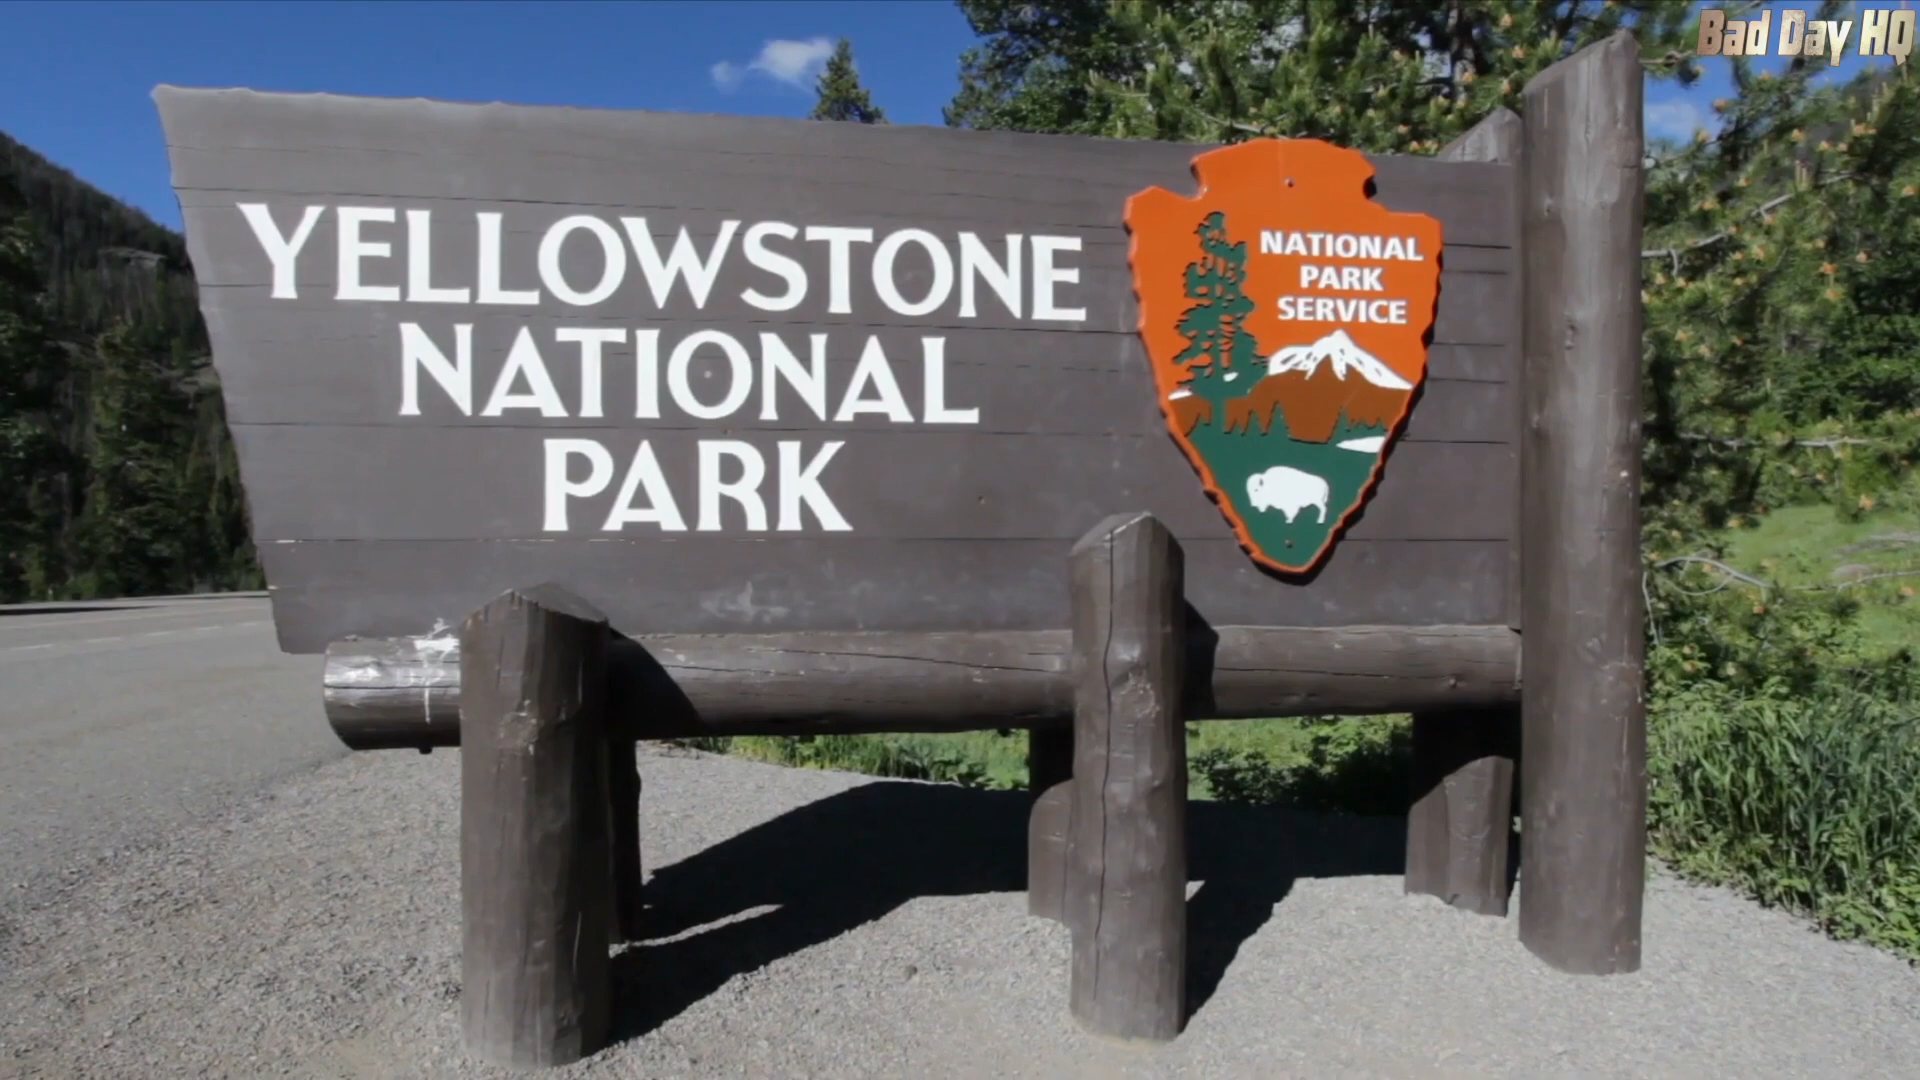 Bad Day HQ
YELLOWSTONE
NATIONAL
PARK
NATIONAL
PARK
SERVICE